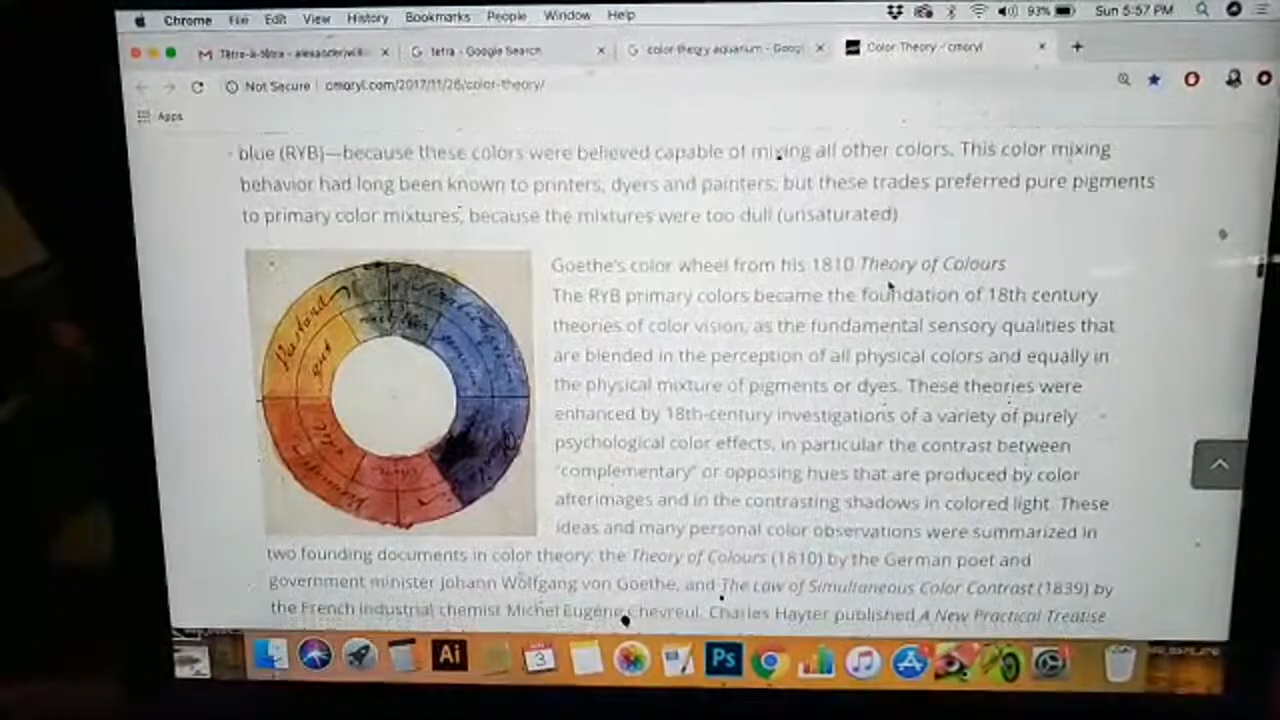 Chrome File Edit View History Bookmarks People Window Help 93% Sun 5:57 PM
tetra - Google Search
color theory aquarium - Googl
Color Theory - cmaryl
Not Secure | cmaryl.com/2017/11/26/color-theory/
Apps
blue (RYB)—because these colors were believed capable of mixing all other colors. This color mixing
behavior had long been known to printers, dyers and painters, but these trades preferred pure pigments
to primary color mixtures, because the mixtures were too dull (unsaturated)
Goethe's color wheel from his 1810 Theory of Colours
The RYB primary colors became the foundation of 18th century
theories of color vision, as the fundamental sensory qualities that
are blended in the perception of all physical colors and equally in
the physical mixture of pigments or dyes. These theories were
enhanced by 18th-century investigations of a variety of purely
psychological color effects, in particular the contrast between
"complementary" or opposing hues that are produced by color
afterimages and in the contrasting shadows in colored light. These
ideas and many personal color observations were summarized in
two founding documents in color theory: the Theory of Colours (1810) by the German poet and
government minister Johann Wolfgang von Goethe, and The Law of Simultaneous Color Contrast (1839) by
the French industrial chemist Michel Eugène Chevreul. Charles Hayter published A New Practical Treatise
Ai
3
Ps